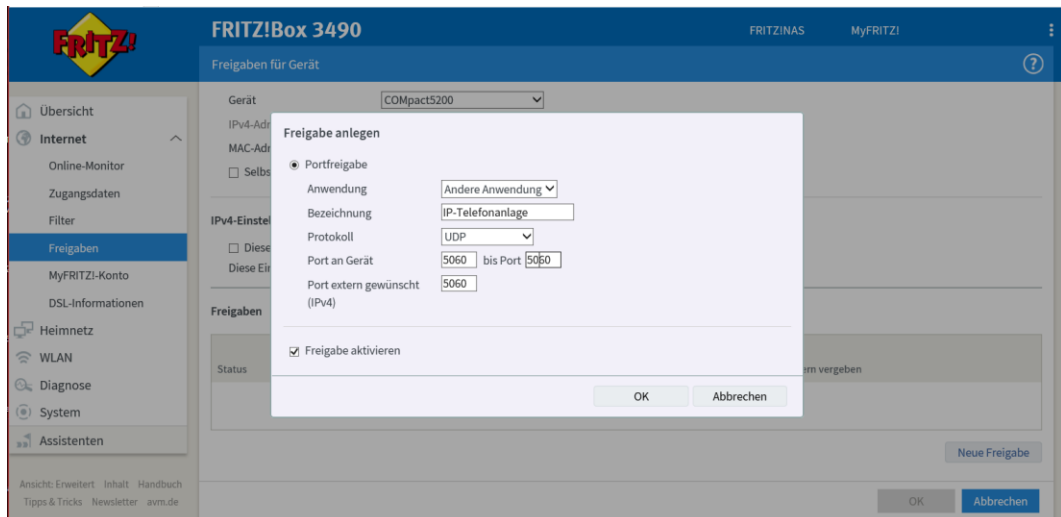 FRITZ!
FRITZ!Box 3490
FRITZ!NAS
MyFRITZ!
Freigaben für Gerät
?
Übersicht
Internet
Online-Monitor
Zugangsdaten
Filter
Freigaben
MyFRITZ!-Konto
DSL-Informationen
Heimnetz
WLAN
Diagnose
System
Assistenten
Ansicht: Erweitert Inhalt Handbuch
Tipps & Tricks Newsletter avm.de
Gerät COMpact5200
IPv4-Adr
MAC-Adr
Selbs
IPv4-Einstel
Diese
Diese Ein
Freigaben
Status
ern vergeben
Neue Freigabe
OK Abbrechen
Freigabe anlegen
Portfreigabe
Anwendung Andere Anwendung
Bezeichnung IP-Telefonanlage
Protokoll UDP
Port an Gerät 5060 bis Port 5060
Port extern gewünscht 5060
(IPv4)
Freigabe aktivieren
OK Abbrechen